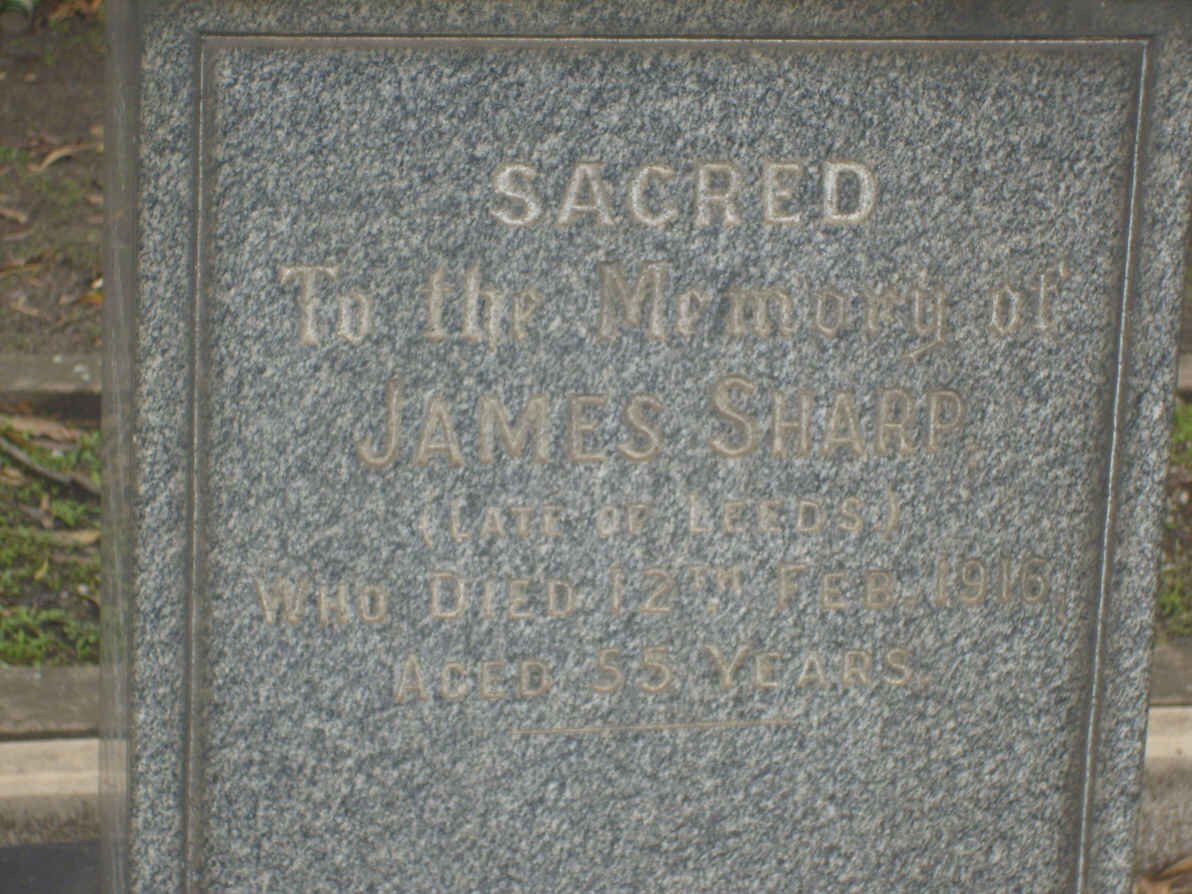 SACRED
To the Memory of
JAMES SHARP,
(LATE OF LEEDS)
WHO DIED 12TH FEB. 1916,
AGED 55 YEARS.